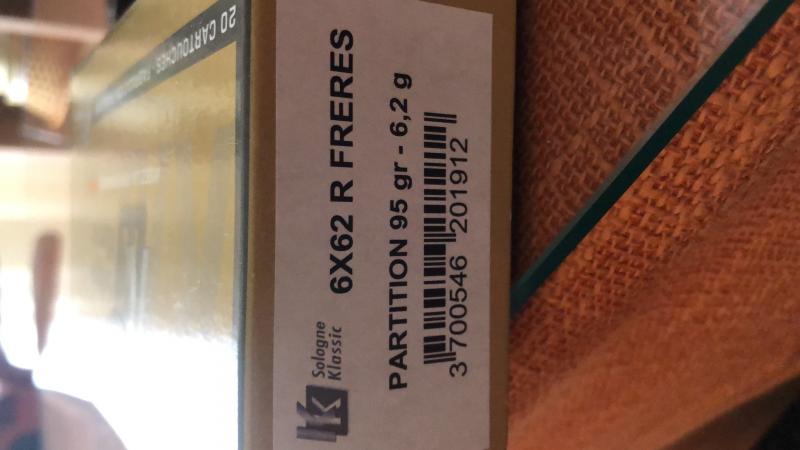 20 CARTOUCHES
Sologne
Klassic
6X62 R FRERES
PARTITION 95 gr - 6,2 g
3 700546 201912